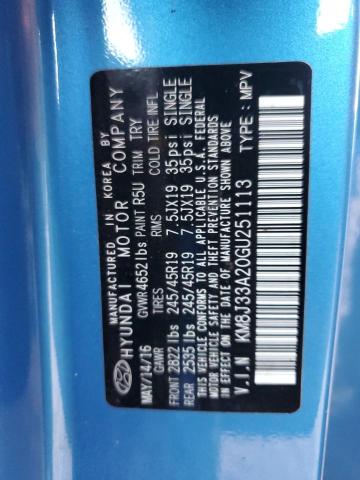 MANUFACTURED IN KOREA BY
HYUNDAI MOTOR COMPANY
MAY/14/16 GVWR 4652 lbs PAINT R5U TRIM TRY
GAWR TIRES RIMS COLD TIRE INFL
FRONT 2822 lbs 245/45R19 7.5JX19 35psi SINGLE
REAR 2535 lbs 245/45R19 7.5JX19 35psi SINGLE
THIS VEHICLE CONFORMS TO ALL APPLICABLE U.S.A. FEDERAL
MOTOR VEHICLE SAFETY STANDARDS IN EFFECT ON THE
DATE OF MANUFACTURE SHOWN ABOVE
V.I.N KM8J33A20GU251113 TYPE: MPV